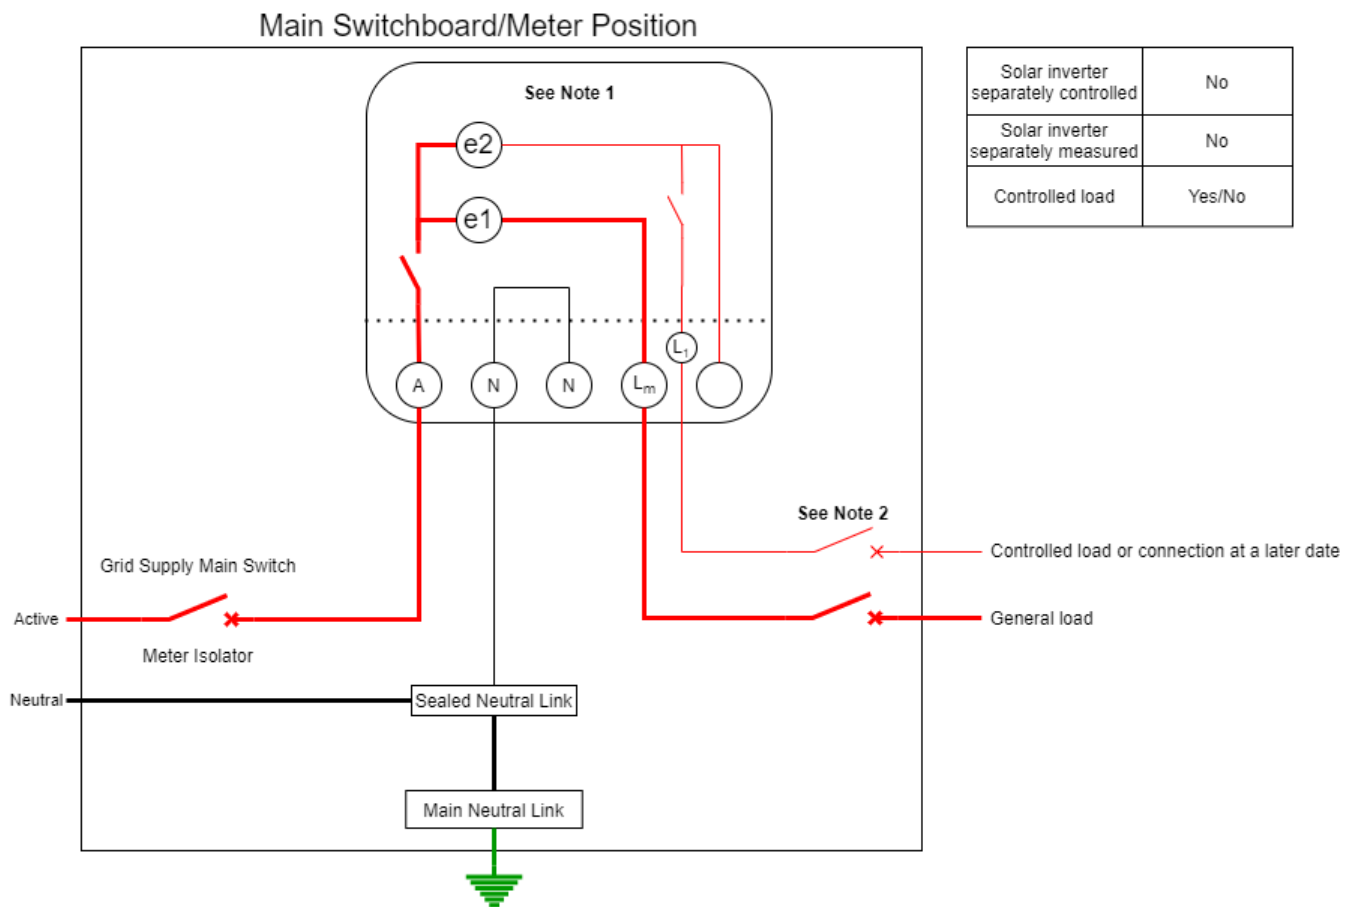 Main Switchboard/Meter Position
See Note 1
e2
e1
A
N
N
Lm
L1
Solar inverter
separately controlled
No
Solar inverter
separately measured
No
Controlled load
Yes/No
See Note 2
Controlled load or connection at a later date
General load
Grid Supply Main Switch
Active
Meter Isolator
Neutral
Sealed Neutral Link
Main Neutral Link